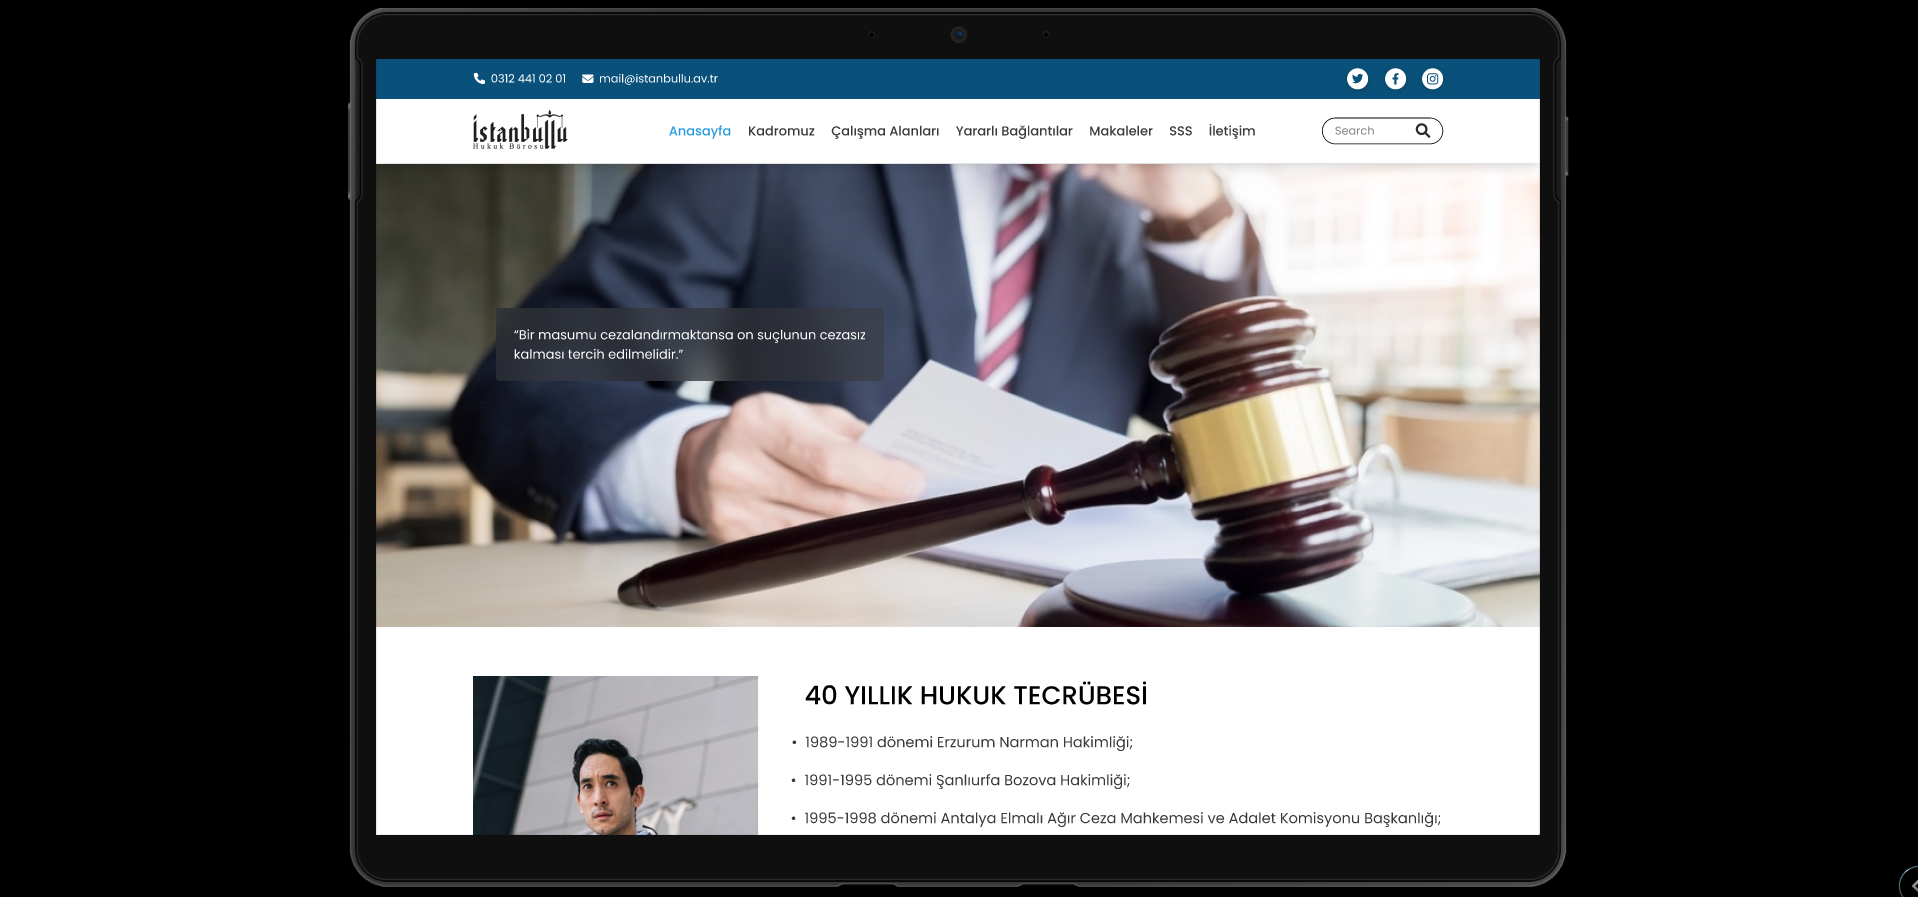 0312 441 02 01 mail@istanbullu.av.tr
İstanbullu
Hukuk Bürosu
Anasayfa Kadromuz Çalışma Alanları Yararlı Bağlantılar Makaleler SSS İletişim Search
“Bir masumu cezalandırmaktansa on suçlunun cezasız
kalması tercih edilmelidir.”
40 YILLIK HUKUK TECRÜBESİ
• 1989-1991 dönemi Erzurum Narman Hakimliği;
• 1991-1995 dönemi Şanlıurfa Bozova Hakimliği;
• 1995-1998 dönemi Antalya Elmalı Ağır Ceza Mahkemesi ve Adalet Komisyonu Başkanlığı;